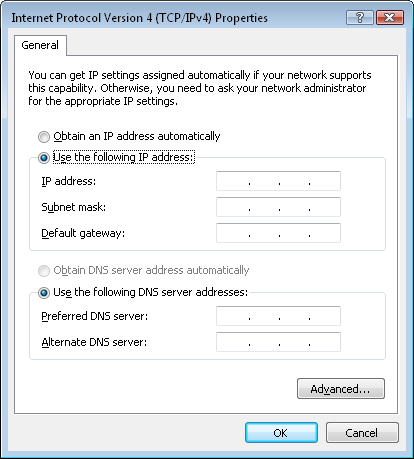 Internet Protocol Version 4 (TCP/IPv4) Properties
General
You can get IP settings assigned automatically if your network supports
this capability. Otherwise, you need to ask your network administrator
for the appropriate IP settings.
Obtain an IP address automatically
Use the following IP address:
IP address: . . .
Subnet mask: . . .
Default gateway: . . .
Obtain DNS server address automatically
Use the following DNS server addresses:
Preferred DNS server: . . .
Alternate DNS server: . . .
Advanced...
OK Cancel